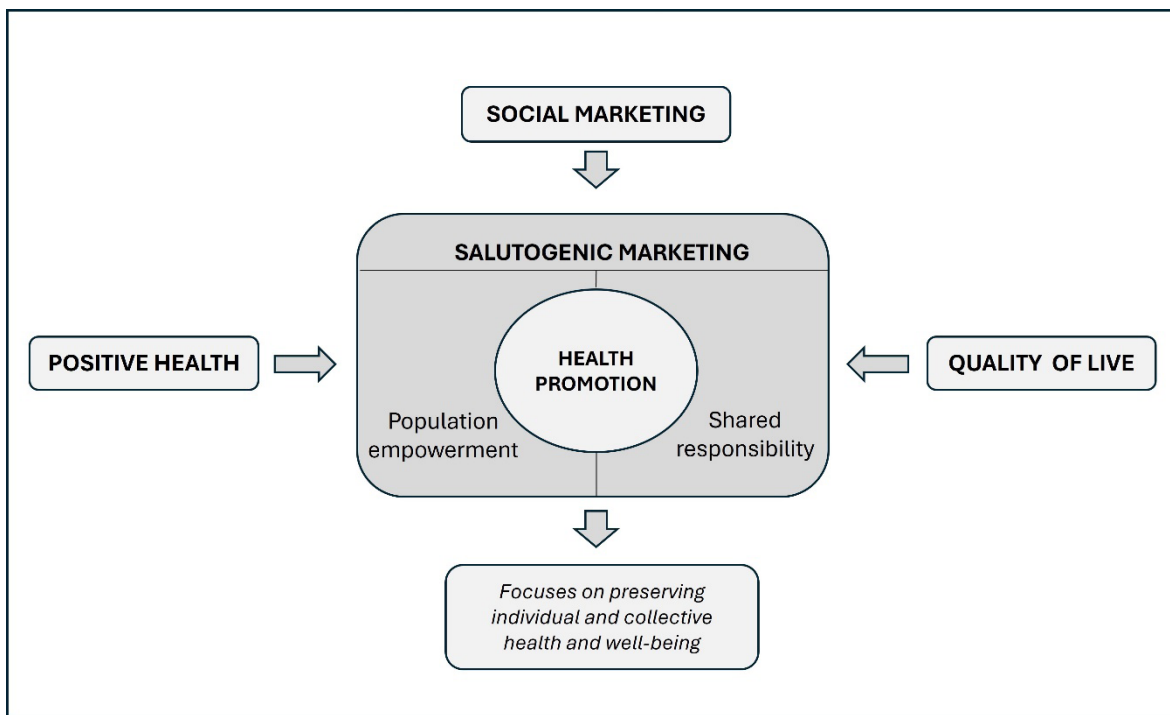 SOCIAL MARKETING
SALUTOGENIC MARKETING
POSITIVE HEALTH
HEALTH
PROMOTION
QUALITY OF LIVE
Population
empowerment
Shared
responsibility
Focuses on preserving
individual and collective
health and well-being